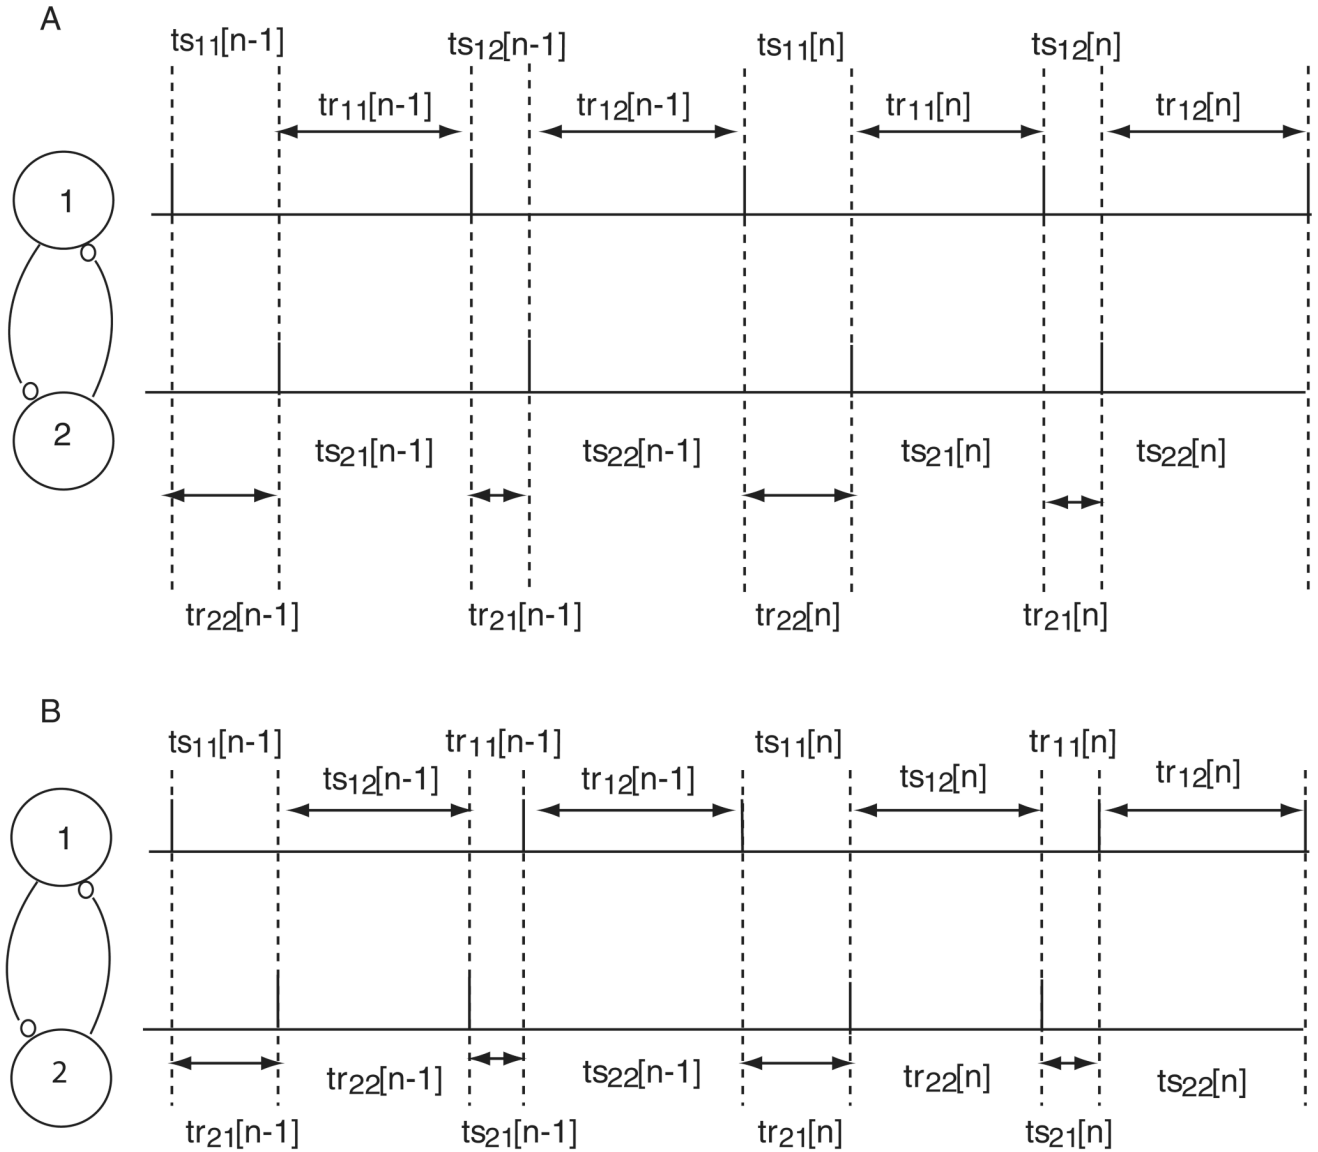 A
ts11[n-1] ts12[n-1] ts11[n] ts12[n]
tr11[n-1] tr12[n-1] tr11[n] tr12[n]
1
2
ts21[n-1] ts22[n-1] ts21[n] ts22[n]
tr22[n-1] tr21[n-1] tr22[n] tr21[n]
B
ts11[n-1] tr11[n-1] ts11[n] tr11[n]
ts12[n-1] tr12[n-1] ts12[n] tr12[n]
1
2
tr22[n-1] ts22[n-1] tr22[n] ts22[n]
tr21[n-1] ts21[n-1] tr21[n] ts21[n]